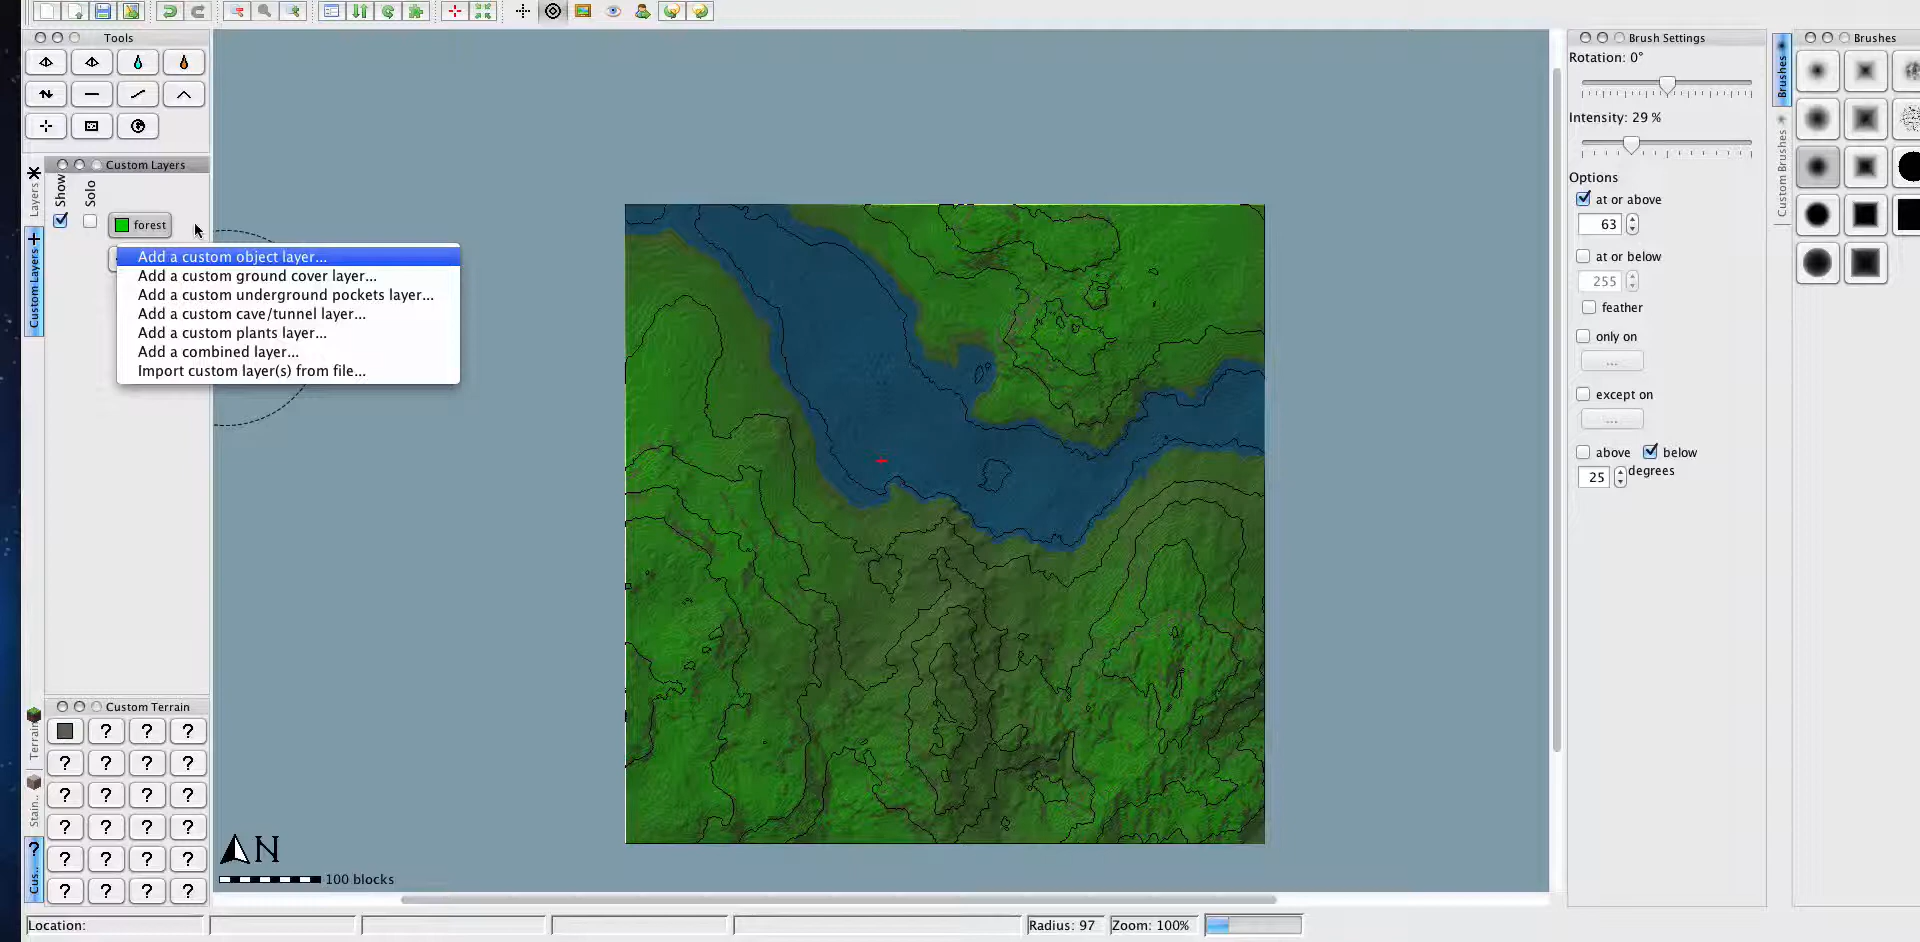 Tools
Layers
Custom Layers
Custom Layers
Show
Solo
forest
Add a custom object layer...
Add a custom ground cover layer...
Add a custom underground pockets layer...
Add a custom cave/tunnel layer...
Add a custom plants layer...
Add a combined layer...
Import custom layer(s) from file...
Custom Terrain
Terrain
Stain..
Cus..
? ? ?
? ? ? ?
? ? ? ?
? ? ? ?
? ? ? ?
? ? ? ?
?
N
100 blocks
Location:
Radius: 97
Zoom: 100%
Brush Settings
Rotation: 0°
Intensity: 29 %
Options
at or above
63
at or below
255
feather
only on
...
except on
...
above
below
25
degrees
Brushes
Custom Brushes
Brushes